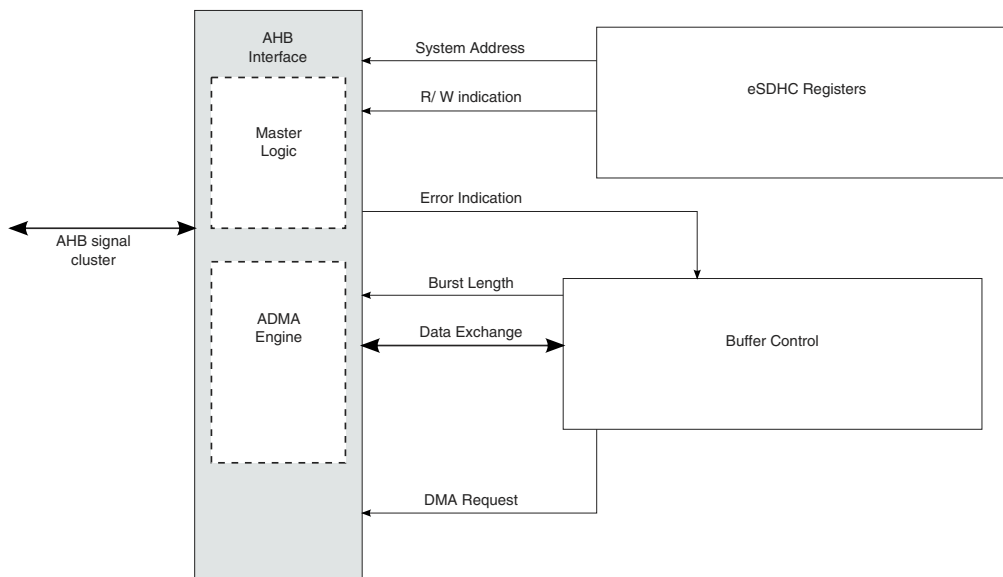 AHB
Interface
Master
Logic
AHB signal
cluster
ADMA
Engine
System Address
R/ W indication
Error Indication
Burst Length
Data Exchange
DMA Request
eSDHC Registers
Buffer Control